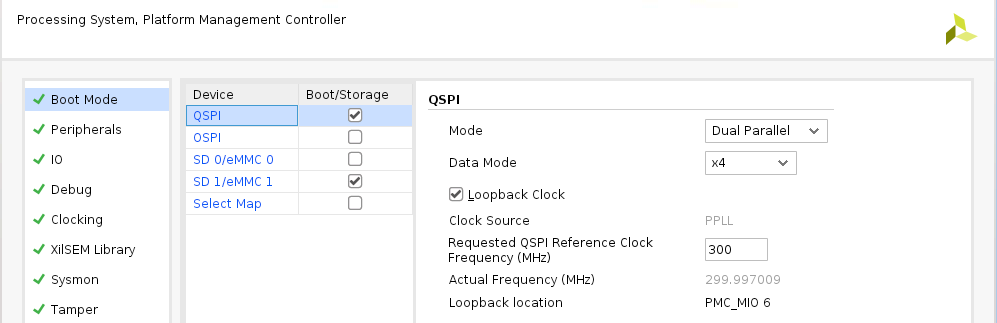 Processing System, Platform Management Controller
Boot Mode
Peripherals
IO
Debug
Clocking
XilSEM Library
Sysmon
Tamper
Device Boot/Storage
QSPI
OSPI
SD 0/eMMC 0
SD 1/eMMC 1
Select Map
QSPI
Mode Dual Parallel
Data Mode x4
Loopback Clock
Clock Source PPLL
Requested QSPI Reference Clock
Frequency (MHz) 300
Actual Frequency (MHz) 299.997009
Loopback location PMC_MIO 6